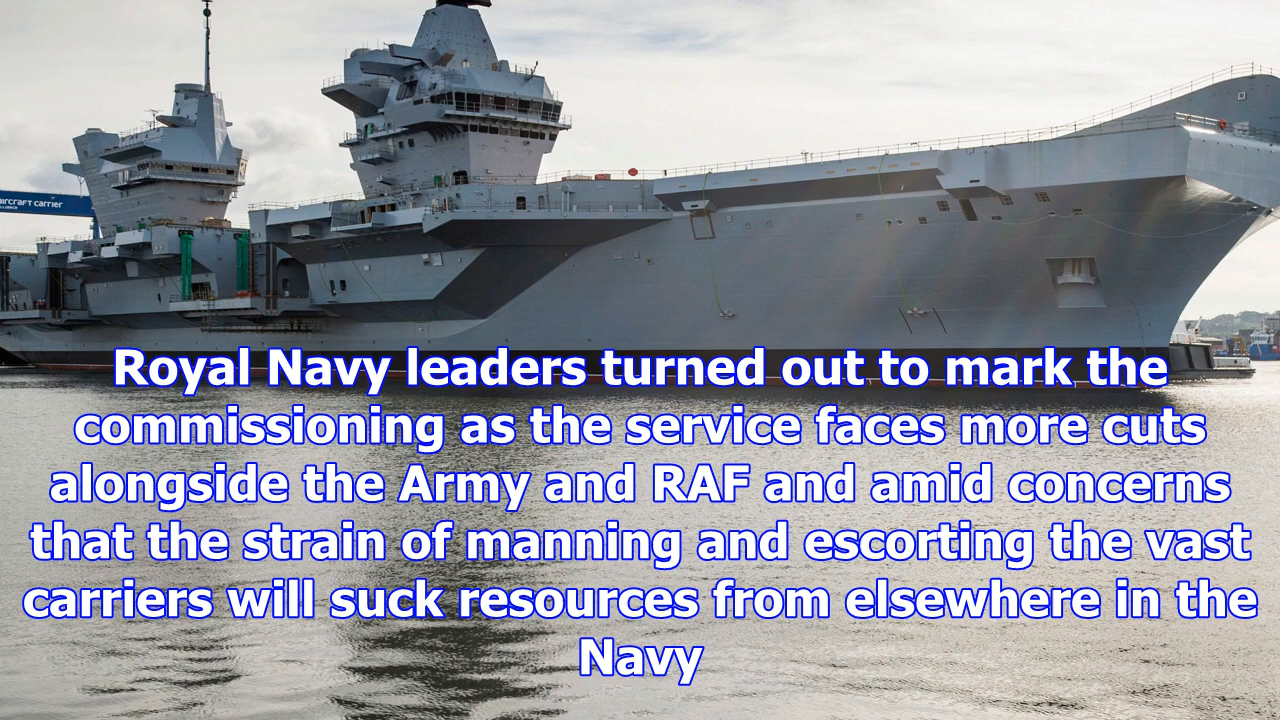 aircraft carrier
ALLIANCE
Royal Navy leaders turned out to mark the
commissioning as the service faces more cuts
alongside the Army and RAF and amid concerns
that the strain of manning and escorting the vast
carriers will suck resources from elsewhere in the
Navy